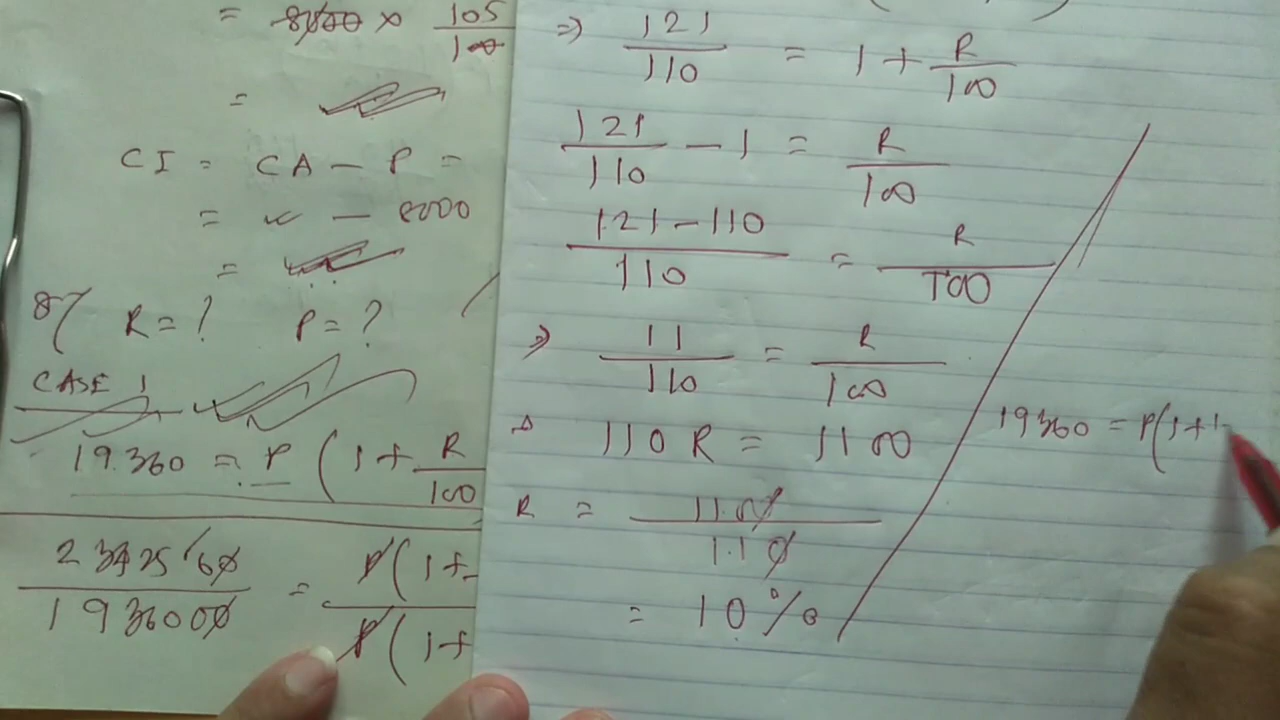 = 8000 × 105/100
=
CI = CA - P =
= - 8000
=
8) R = ? P = ?
CASE 1
19360 = P (1 + R/100
2342560/1936000 = P(1+/P(1+
⇒ 121/110 = 1 + R/100
121/110 - 1 = R/100
121-110/110 = R/100
⇒ 11/110 = R/100
110 R = 1100
R = 1100/110
= 10%
19360 = P(1+1